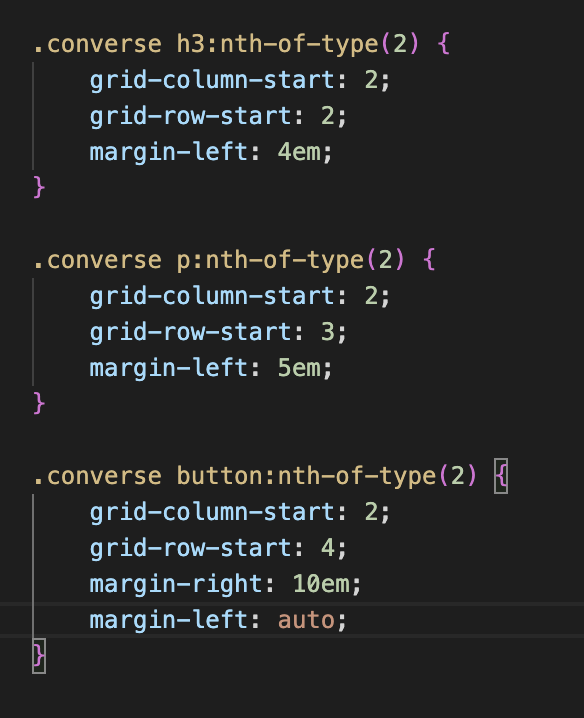 .converse h3:nth-of-type(2) {
    grid-column-start: 2;
    grid-row-start: 2;
    margin-left: 4em;
}
.converse p:nth-of-type(2) {
    grid-column-start: 2;
    grid-row-start: 3;
    margin-left: 5em;
}
.converse button:nth-of-type(2) {
    grid-column-start: 2;
    grid-row-start: 4;
    margin-right: 10em;
    margin-left: auto;
}